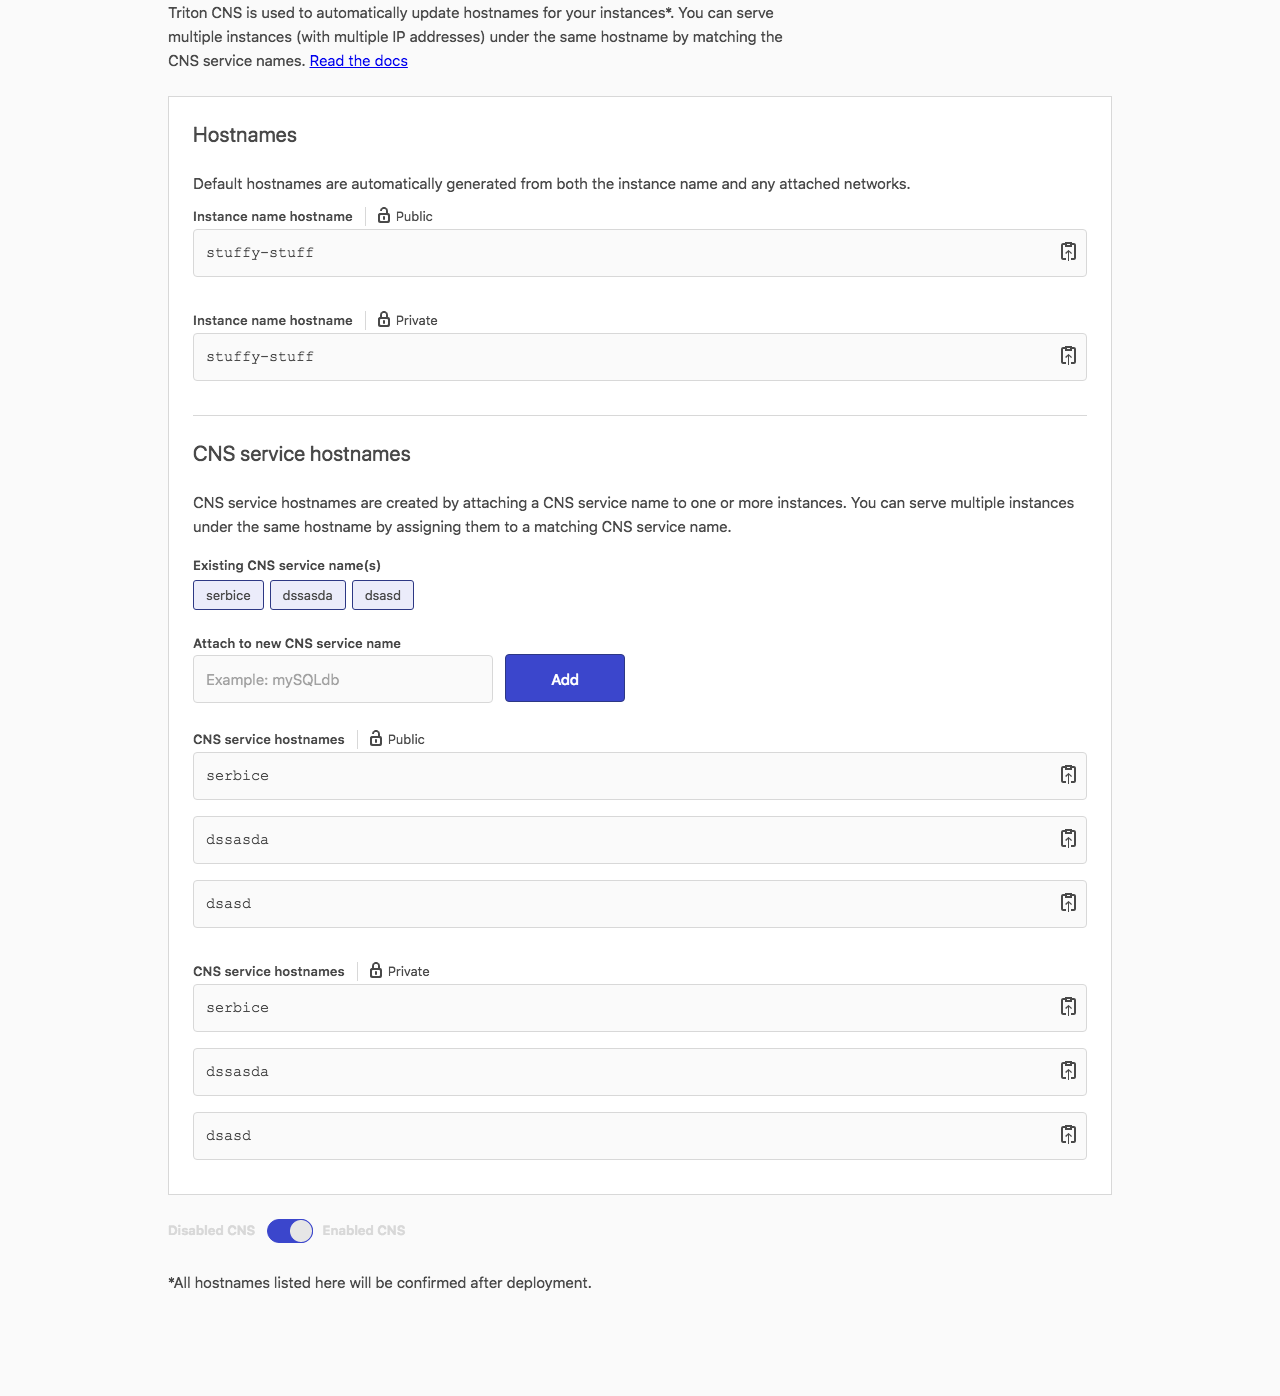 Triton CNS is used to automatically update hostnames for your instances*. You can serve
multiple instances (with multiple IP addresses) under the same hostname by matching the
CNS service names. Read the docs
Hostnames
Default hostnames are automatically generated from both the instance name and any attached networks.
Instance name hostname Public
stuffy-stuff
Instance name hostname Private
stuffy-stuff
CNS service hostnames
CNS service hostnames are created by attaching a CNS service name to one or more instances. You can serve multiple instances
under the same hostname by assigning them to a matching CNS service name.
Existing CNS service name(s)
serbice dssasda dsasd
Attach to new CNS service name
Example: mySQLdb Add
CNS service hostnames Public
serbice
dssasda
dsasd
CNS service hostnames Private
serbice
dssasda
dsasd
Disabled CNS Enabled CNS
*All hostnames listed here will be confirmed after deployment.